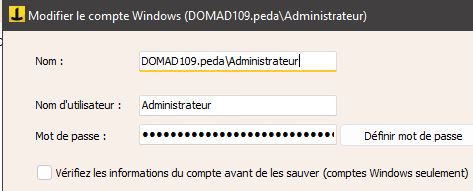 Modifier le compte Windows (DOMAD109.peda\Administrateur)
Nom :
DOMAD109.peda\Administrateur
Nom d'utilisateur :
Administrateur
Mot de passe :
Définir mot de passe
Vérifiez les informations du compte avant de les sauver (comptes Windows seulement)